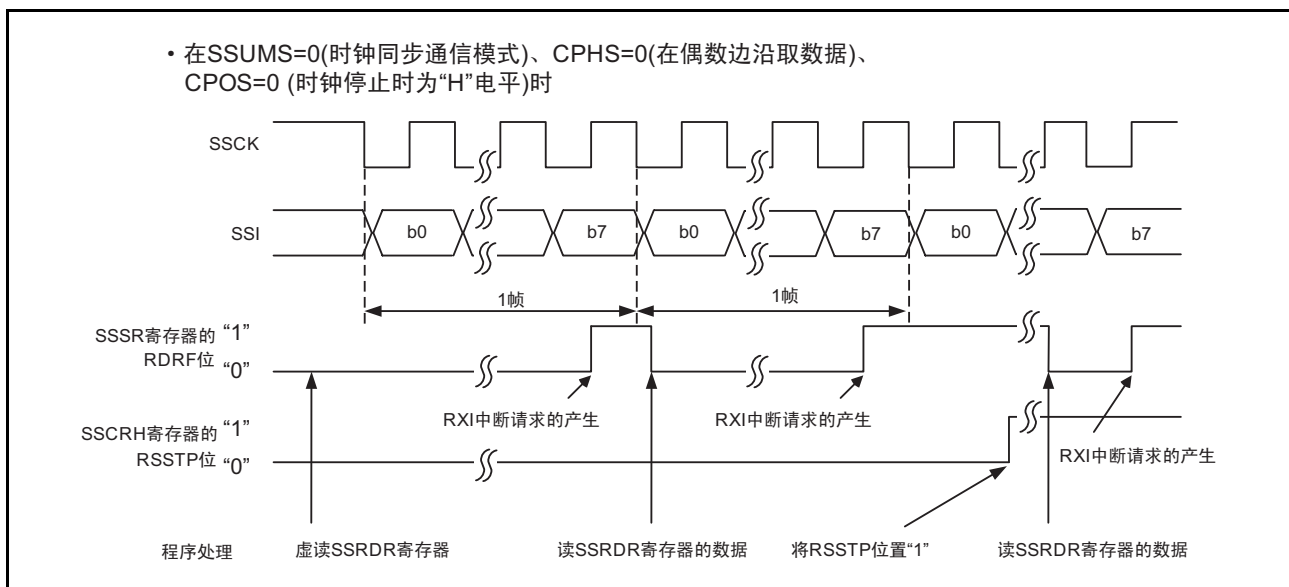 • 在SSUMS=0(时钟同步通信模式)、CPHS=0(在偶数边沿取数据)、
CPOS=0 (时钟停止时为“H”电平)时
SSCK
SSI
b0
b7
b0
b7
b0
b7
1帧
1帧
SSSR寄存器的 “1”
RDRF位 “0”
RXI中断请求的产生
RXI中断请求的产生
SSCRH寄存器的 “1”
RSSTP位 “0”
RXI中断请求的产生
程序处理
虚读SSRDR寄存器
读SSRDR寄存器的数据
将RSSTP位置“1”
读SSRDR寄存器的数据